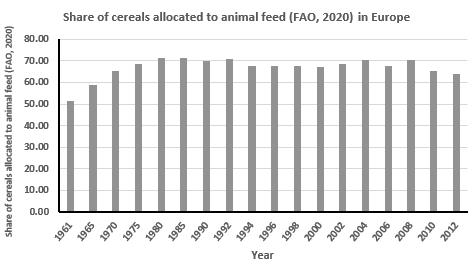 Share of cereals allocated to animal feed (FAO, 2020) in Europe
Share of cereals allocated to animal feed (FAO, 2020)
80.00
70.00
60.00
50.00
40.00
30.00
20.00
10.00
0.00
1961 1965 1970 1975 1980 1985 1990 1992 1994 1996 1998 2000 2002 2004 2006 2008 2010 2012
Year